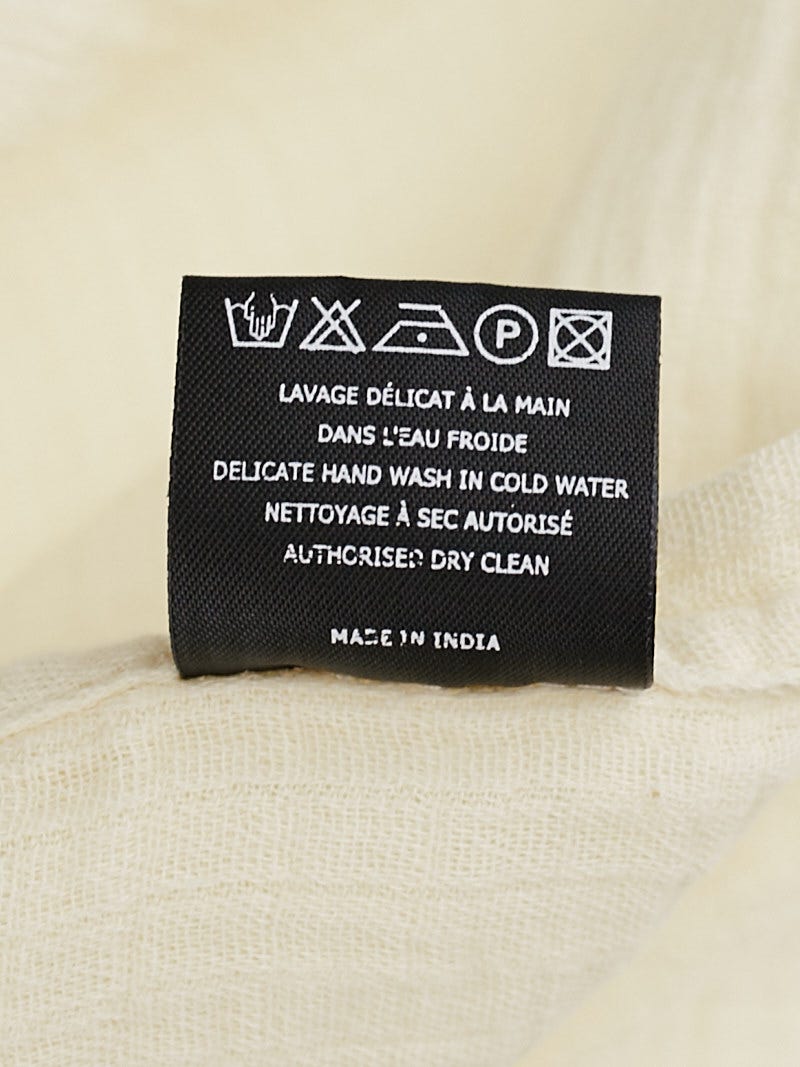 P
LAVAGE DÉLICAT À LA MAIN
DANS L'EAU FROIDE
DELICATE HAND WASH IN COLD WATER
NETTOYAGE À SEC AUTORISÉ
AUTHORISED DRY CLEAN
MADE IN INDIA